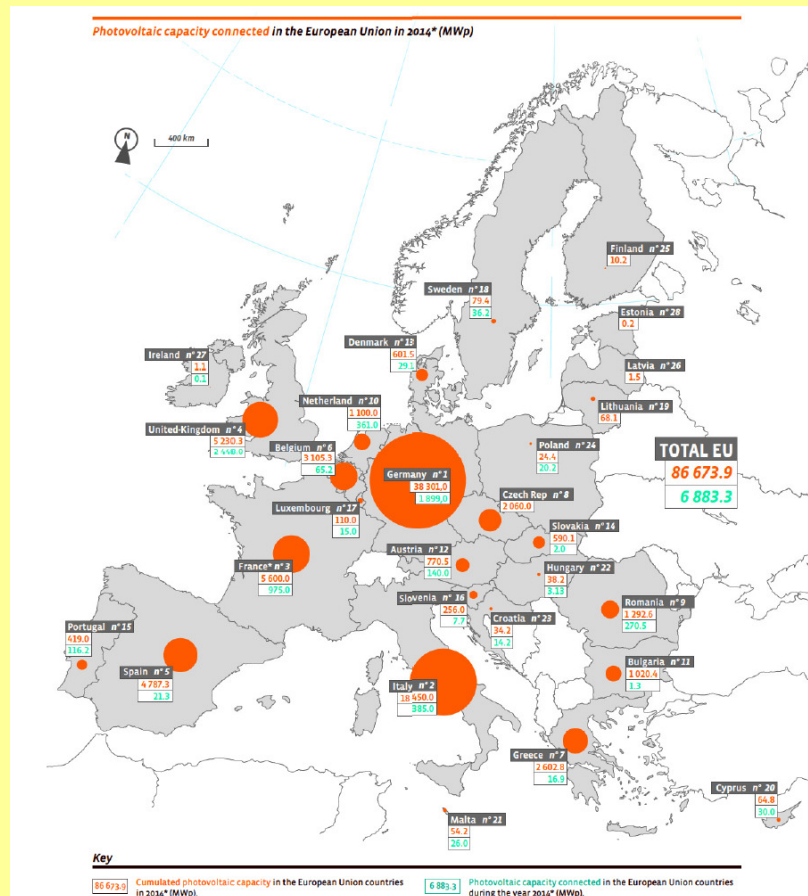 Photovoltaic capacity connected in the European Union in 2014* (MWp)
N
400 km
Finland n°25
10.2
Sweden n°18
79.4
36.2
Estonia n°28
0.2
Denmark n°13
601.5
29.1
Ireland n°27
1.1
0.1
Latvia n°26
1.5
Netherland n°10
1 100.0
361.0
Lithuania n°19
68.1
United-Kingdom n°4
5 230.3
2 448.0
Belgium n°6
3 105.3
65.2
Poland n°24
24.4
20.2
TOTAL EU
86 673.9
6 883.3
Germany n°1
38 301,0
1 899,0
Czech Rep n°8
2 060.0
Luxembourg n°17
110.0
15.0
Slovakia n°14
590.1
2.0
Austria n°12
770.5
140.0
France* n°3
5 600.0
975.0
Hungary n°22
38.2
3.13
Slovenia n°16
256.0
7.7
Romania n°9
1 292.6
270.5
Croatia n°23
34.2
14.2
Portugal n°15
419.0
116.2
Spain n°5
4 787.3
21.3
Bulgaria n°11
1 020.4
1.3
Italy n°2
18 450.0
385.0
Greece n°7
2 602.8
16.9
Cyprus n°20
64.8
30.0
Malta n°21
54.2
26.0
Key
86 673.9 Cumulated photovoltaic capacity in the European Union countries
in 2014* (MWp).
6 883.3 Photovoltaic capacity connected in the European Union countries
during the year 2014* (MWp).